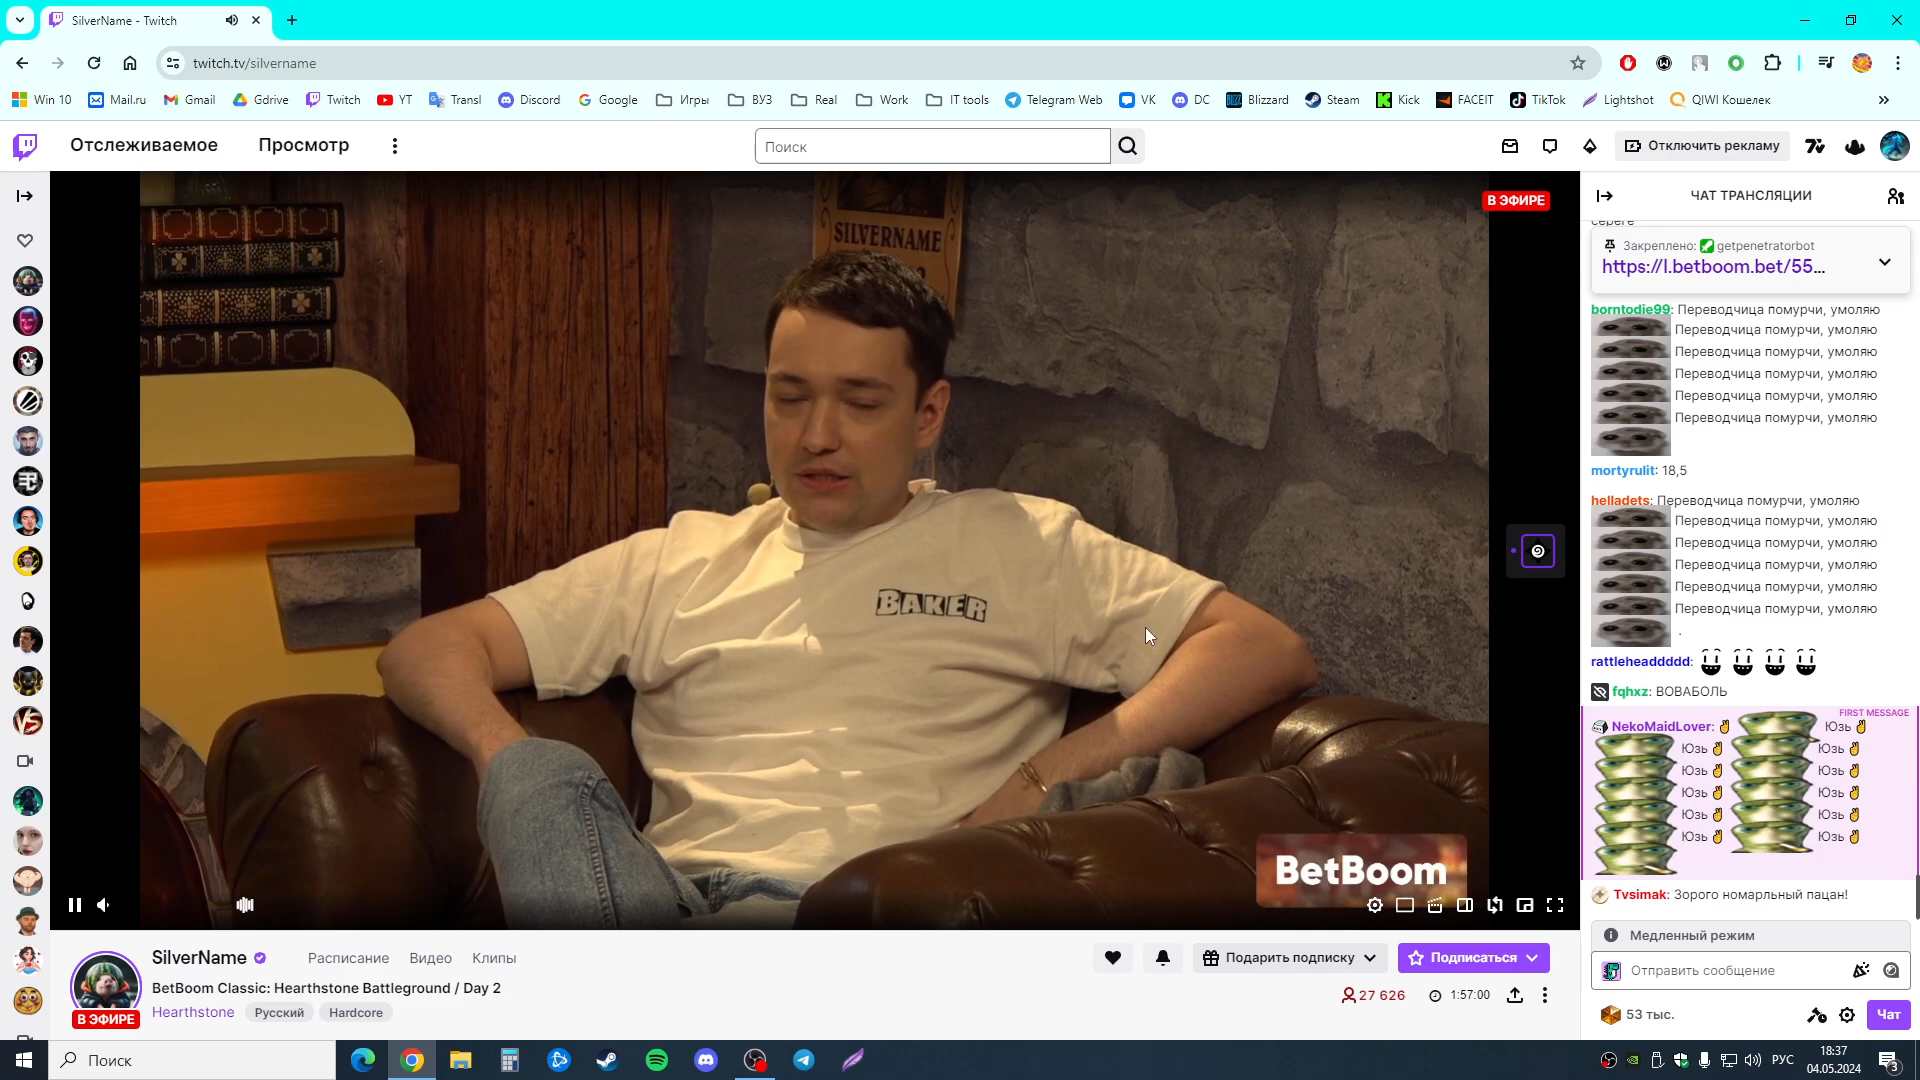 SilverName - Twitch
twitch.tv/silvername
Win 10 Mail.ru Gmail Gdrive Twitch YT Transl Discord Google Игры ВУЗ Real Work IT tools Telegram Web VK DC Blizzard Steam Kick FACEIT TikTok Lightshot QIWI Кошелек
Отслеживаемое Просмотр Поиск Отключить рекламу
В ЭФИРЕ
SILVERNAME
BAKER
BetBoom
SilverName Расписание Видео Клипы Подарить подписку Подписаться
BetBoom Classic: Hearthstone Battleground / Day 2 27 626 1:57:00
Hearthstone Русский Hardcore
В ЭФИРЕ
ЧАТ ТРАНСЛЯЦИИ
сереге
Закреплено: getpenetratorbot
https://l.betboom.bet/55...
borntodie99: Переводчица помурчи, умоляю
Переводчица помурчи, умоляю
Переводчица помурчи, умоляю
Переводчица помурчи, умоляю
Переводчица помурчи, умоляю
Переводчица помурчи, умоляю
mortyrulit: 18,5
helladets: Переводчица помурчи, умоляю
Переводчица помурчи, умоляю
Переводчица помурчи, умоляю
Переводчица помурчи, умоляю
Переводчица помурчи, умоляю
Переводчица помурчи, умоляю
.
rattleheaddddd:
fqhxz: ВОВАБОЛЬ
FIRST MESSAGE
NekoMaidLover: ✌ Юзь ✌
Юзь ✌ Юзь ✌
Юзь ✌ Юзь ✌
Юзь ✌ Юзь ✌
Юзь ✌ Юзь ✌
Юзь ✌ Юзь ✌
Tvsimak: Зорого номарльный пацан!
Медленный режим
Отправить сообщение
53 тыс. Чат
Поиск РУС 18:37
04.05.2024 3